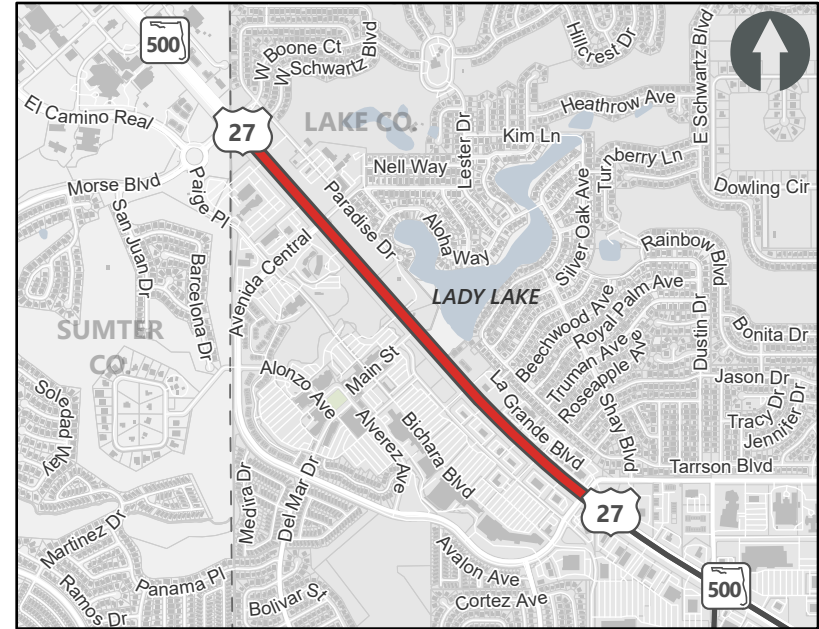 500
W Boone Ct
W Schwartz Blvd
Hillcrest Dr
E Schwartz Blvd
El Camino Real
27
LAKE CO.
Heathrow Ave
Kim Ln
Lester Dr
Nell Way
Turnberry Ln
Morse Blvd
Paige Pl
Paradise Dr
Dowling Cir
San Juan Dr
Aloha
Way
Silver Oak Ave
Rainbow Blvd
Barcelona Dr
Avenida Central
LADY LAKE
Beechwood Ave
Royal Palm Ave
Dustin Dr
Bonita Dr
SUMTER
CO.
Truman Ave
Roseapple Ave
Main St
Alonzo Ave
La Grande Blvd
Jason Dr
Soledad Way
Alverez Ave
Bichara Blvd
Shay Blvd
Tracy Dr
Jennifer Dr
Tarrson Blvd
Medira Dr
Del Mar Dr
27
Martinez Dr
Avalon Ave
Panama Pl
Ramos Dr
Bolivar St
Cortez Ave
500